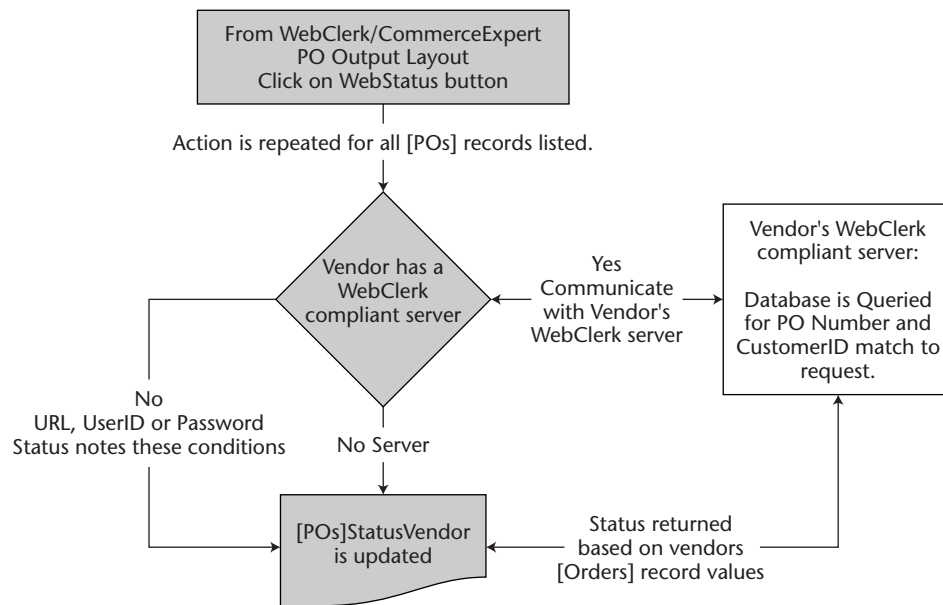 From WebClerk/CommerceExpert
PO Output Layout
Click on WebStatus button
Action is repeated for all [POs] records listed.
Vendor has a
WebClerk
compliant server
Yes
Communicate
with Vendor's
WebClerk server
Vendor's WebClerk
compliant server:
Database is Queried
for PO Number and
CustomerID match to
request.
No
URL, UserID or Password
Status notes these conditions
No Server
[POs]StatusVendor
is updated
Status returned
based on vendors
[Orders] record values